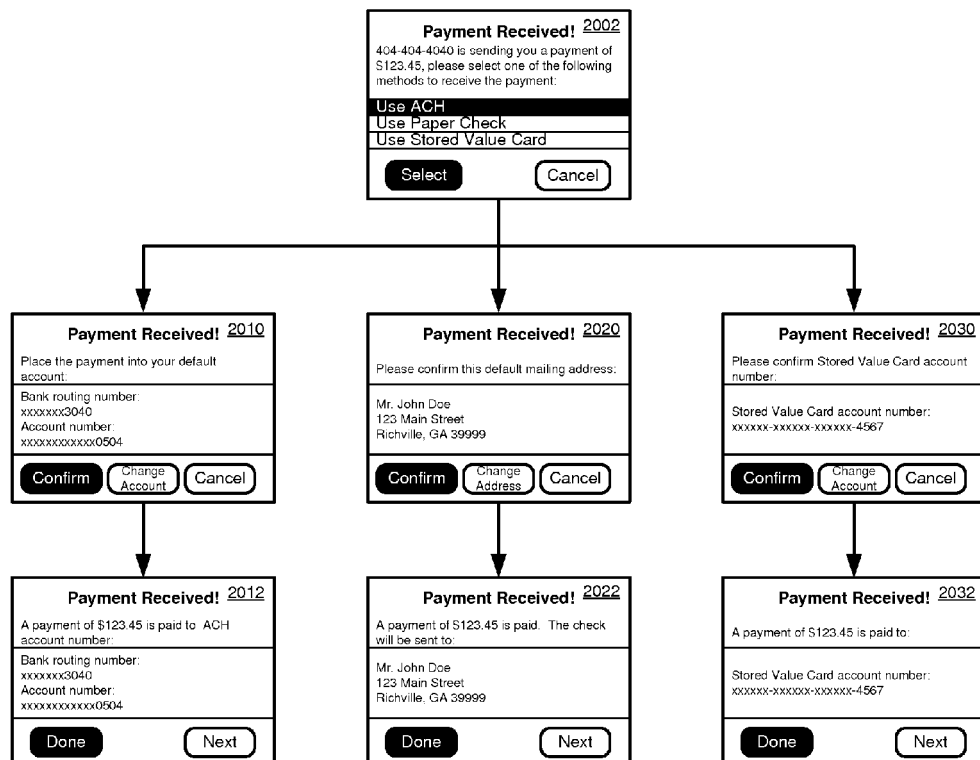 Payment Received! 2002
404-404-4040 is sending you a payment of
$123.45, please select one of the following
methods to receive the payment:
Use ACH
Use Paper Check
Use Stored Value Card
Select Cancel
Payment Received! 2010
Place the payment into your default
account:
Bank routing number:
xxxxxxx3040
Account number:
xxxxxxxxxxxx0504
Confirm Change Account Cancel
Payment Received! 2020
Please confirm this default mailing address:
Mr. John Doe
123 Main Street
Richville, GA 39999
Confirm Change Address Cancel
Payment Received! 2030
Please confirm Stored Value Card account
number:
Stored Value Card account number:
xxxxxx-xxxxxx-xxxxxx-4567
Confirm Change Account Cancel
Payment Received! 2012
A payment of $123.45 is paid to ACH
account number:
Bank routing number:
xxxxxxx3040
Account number:
xxxxxxxxxxxx0504
Done Next
Payment Received! 2022
A payment of $123.45 is paid. The check
will be sent to:
Mr. John Doe
123 Main Street
Richville, GA 39999
Done Next
Payment Received! 2032
A payment of $123.45 is paid to:
Stored Value Card account number:
xxxxxx-xxxxxx-xxxxxx-4567
Done Next